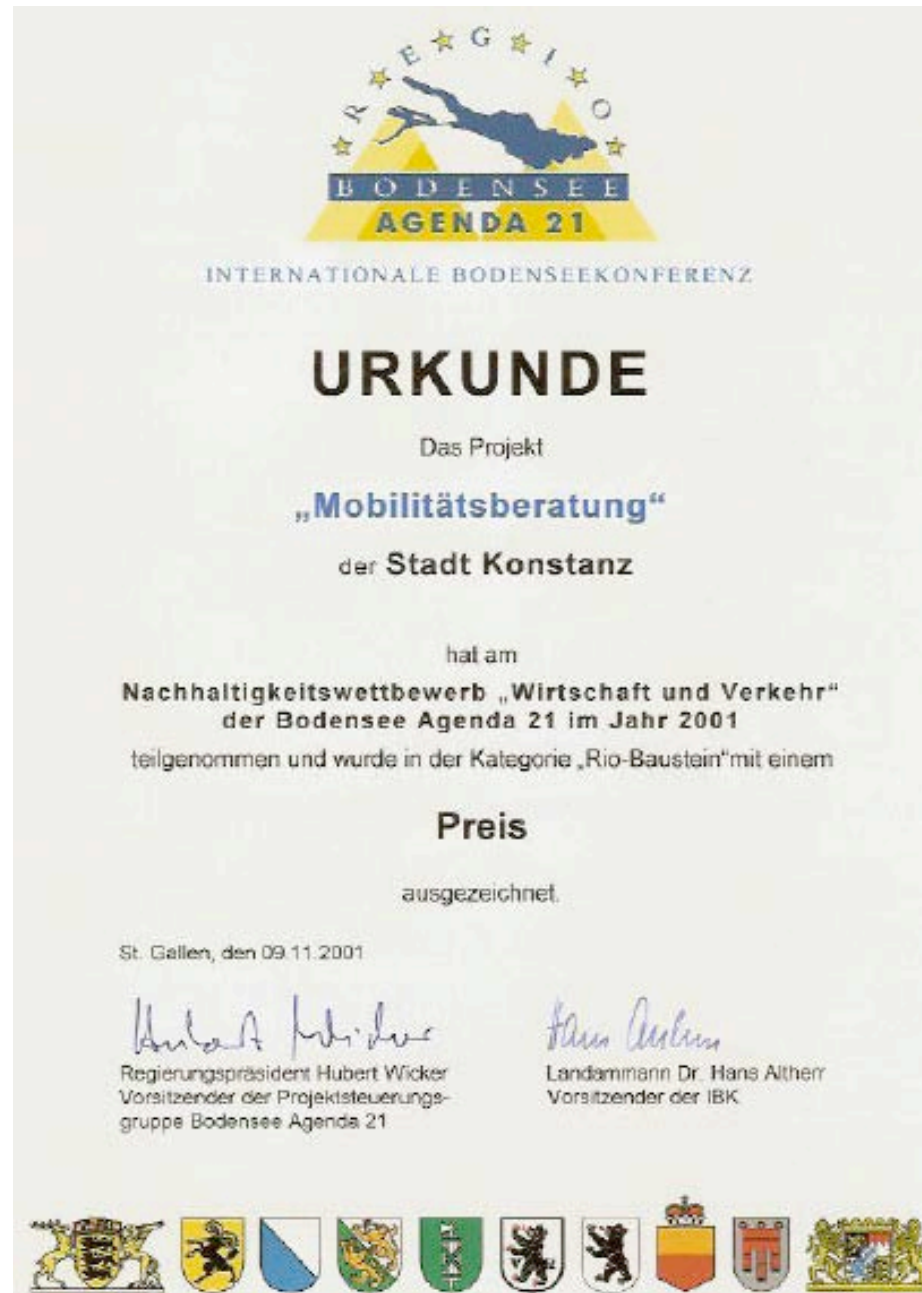 REGIO
BODENSEE
AGENDA 21
INTERNATIONALE BODENSEEKONFERENZ
URKUNDE
Das Projekt
„Mobilitätsberatung“
der Stadt Konstanz
hat am
Nachhaltigkeitswettbewerb „Wirtschaft und Verkehr“
der Bodensee Agenda 21 im Jahr 2001
teilgenommen und wurde in der Kategorie „Rio-Baustein“mit einem
Preis
ausgezeichnet.
St. Gallen, den 09.11.2001
Regierungspräsident Hubert Wicker
Vorsitzender der Projektsteuerungs-
gruppe Bodensee Agenda 21
Landammann Dr. Hans Altherr
Vorsitzender der IBK